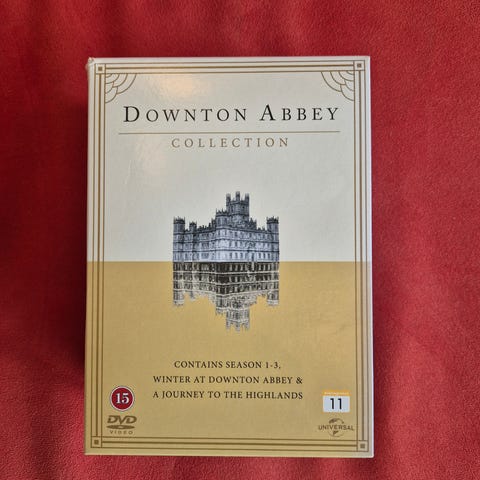 DOWNTON ABBEY
COLLECTION
CONTAINS SEASON 1-3,
WINTER AT DOWNTON ABBEY &
A JOURNEY TO THE HIGHLANDS
15
11
DVD
VIDEO
UNIVERSAL